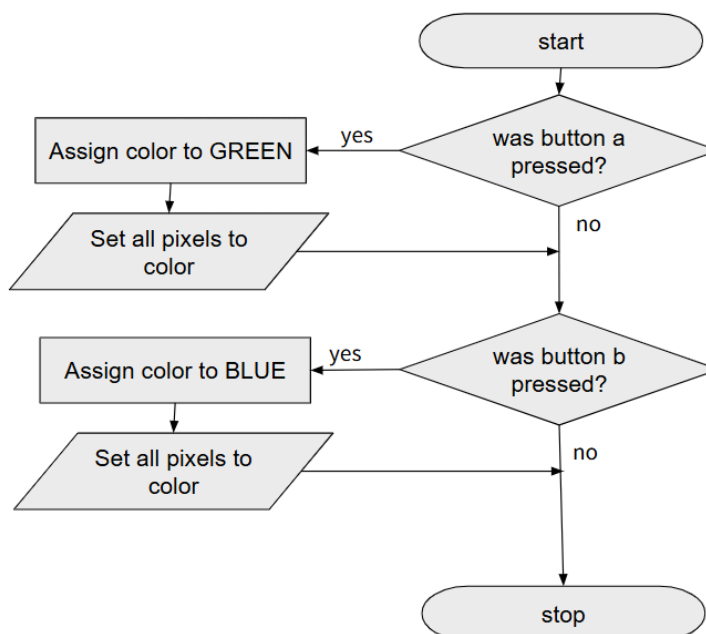 start
was button a
pressed?
yes
Assign color to GREEN
Set all pixels to
color
no
was button b
pressed?
yes
Assign color to BLUE
Set all pixels to
color
no
stop